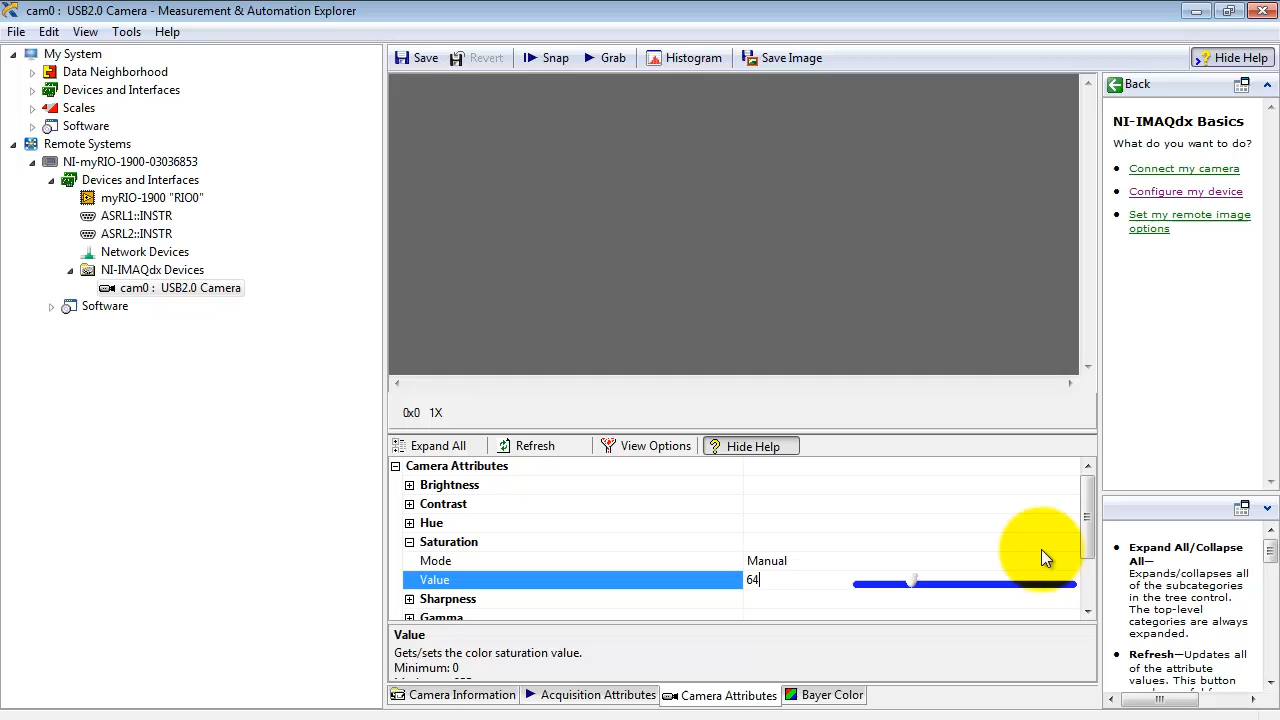 cam0 : USB2.0 Camera - Measurement & Automation Explorer
File Edit View Tools Help
My System
Data Neighborhood
Devices and Interfaces
Scales
Software
Remote Systems
NI-myRIO-1900-03036853
Devices and Interfaces
myRIO-1900 "RIO0"
ASRL1::INSTR
ASRL2::INSTR
Network Devices
NI-IMAQdx Devices
cam0 : USB2.0 Camera
Software
Save Revert Snap Grab Histogram Save Image Hide Help
0x0 1X
Expand All Refresh View Options Hide Help
Camera Attributes
Brightness
Contrast
Hue
Saturation
Mode Manual
Value 64
Sharpness
Gamma
Value
Gets/sets the color saturation value.
Minimum: 0
Camera Information Acquisition Attributes Camera Attributes Bayer Color
Back
NI-IMAQdx Basics
What do you want to do?
Connect my camera
Configure my device
Set my remote image
options
Expand All/Collapse
All—
Expands/collapses all
of the subcategories
in the tree control.
The top-level
categories are always
expanded.
Refresh—Updates all
of the attribute
values. This button